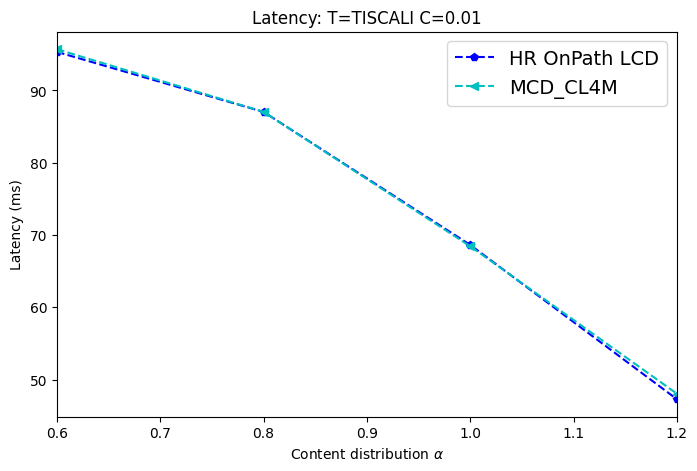 Latency: T=TISCALI C=0.01
HR OnPath LCD
MCD_CL4M
Latency (ms)
90
80
70
60
50
0.6 0.7 0.8 0.9 1.0 1.1 1.2
Content distribution α